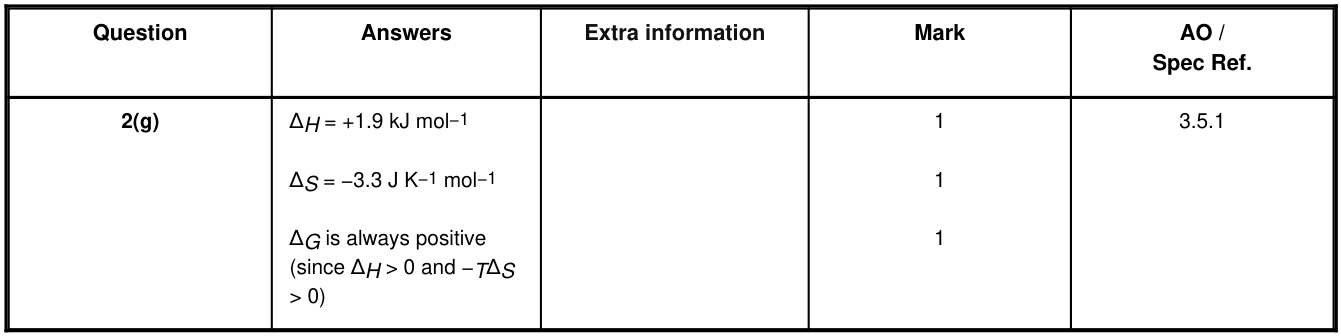 Question Answers Extra information Mark AO /
Spec Ref.
2(g) ΔH = +1.9 kJ mol−1 1 3.5.1
ΔS = −3.3 J K−1 mol−1 1
ΔG is always positive 1
(since ΔH > 0 and −TΔS
> 0)